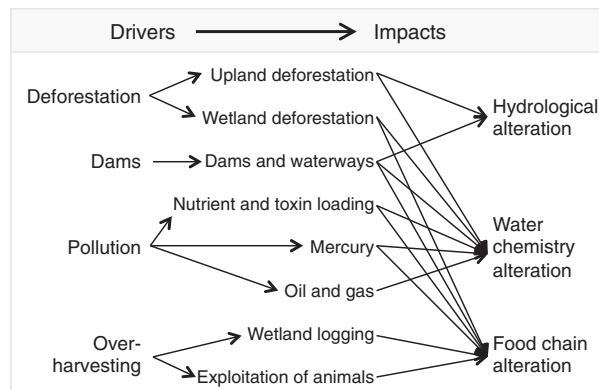 Drivers Impacts
Upland deforestation
Deforestation
Wetland deforestation
Hydrological
alteration
Dams
Dams and waterways
Nutrient and toxin loading
Pollution
Mercury
Oil and gas
Water
chemistry
alteration
Over-
harvesting
Wetland logging
Exploitation of animals
Food chain
alteration